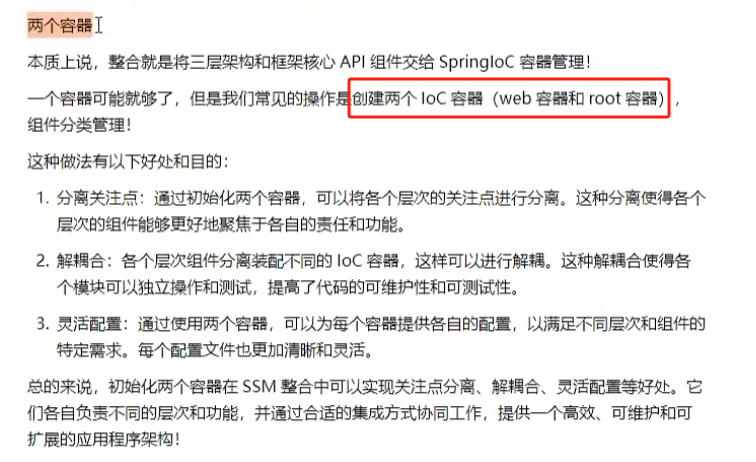 两个容器
本质上说，整合就是将三层架构和框架核心 API 组件交给 SpringIoC 容器管理！
一个容器可能就够了，但是我们常见的操作是创建两个 IoC 容器（web 容器和 root 容器），
组件分类管理！
这种做法有以下好处和目的：
1. 分离关注点：通过初始化两个容器，可以将各个层次的关注点进行分离。这种分离使得各个
层次的组件能够更好地聚焦于各自的责任和功能。
2. 解耦合：各个层次组件分离装配不同的 IoC 容器，这样可以进行解耦。这种解耦合使得各
个模块可以独立操作和测试，提高了代码的可维护性和可测试性。
3. 灵活配置：通过使用两个容器，可以为每个容器提供各自的配置，以满足不同层次和组件的
特定需求。每个配置文件也更加清晰和灵活。
总的来说，初始化两个容器在 SSM 整合中可以实现关注点分离、解耦合、灵活配置等好处。它
们各自负责不同的层次和功能，并通过合适的集成方式协同工作，提供一个高效、可维护和可
扩展的应用程序架构！